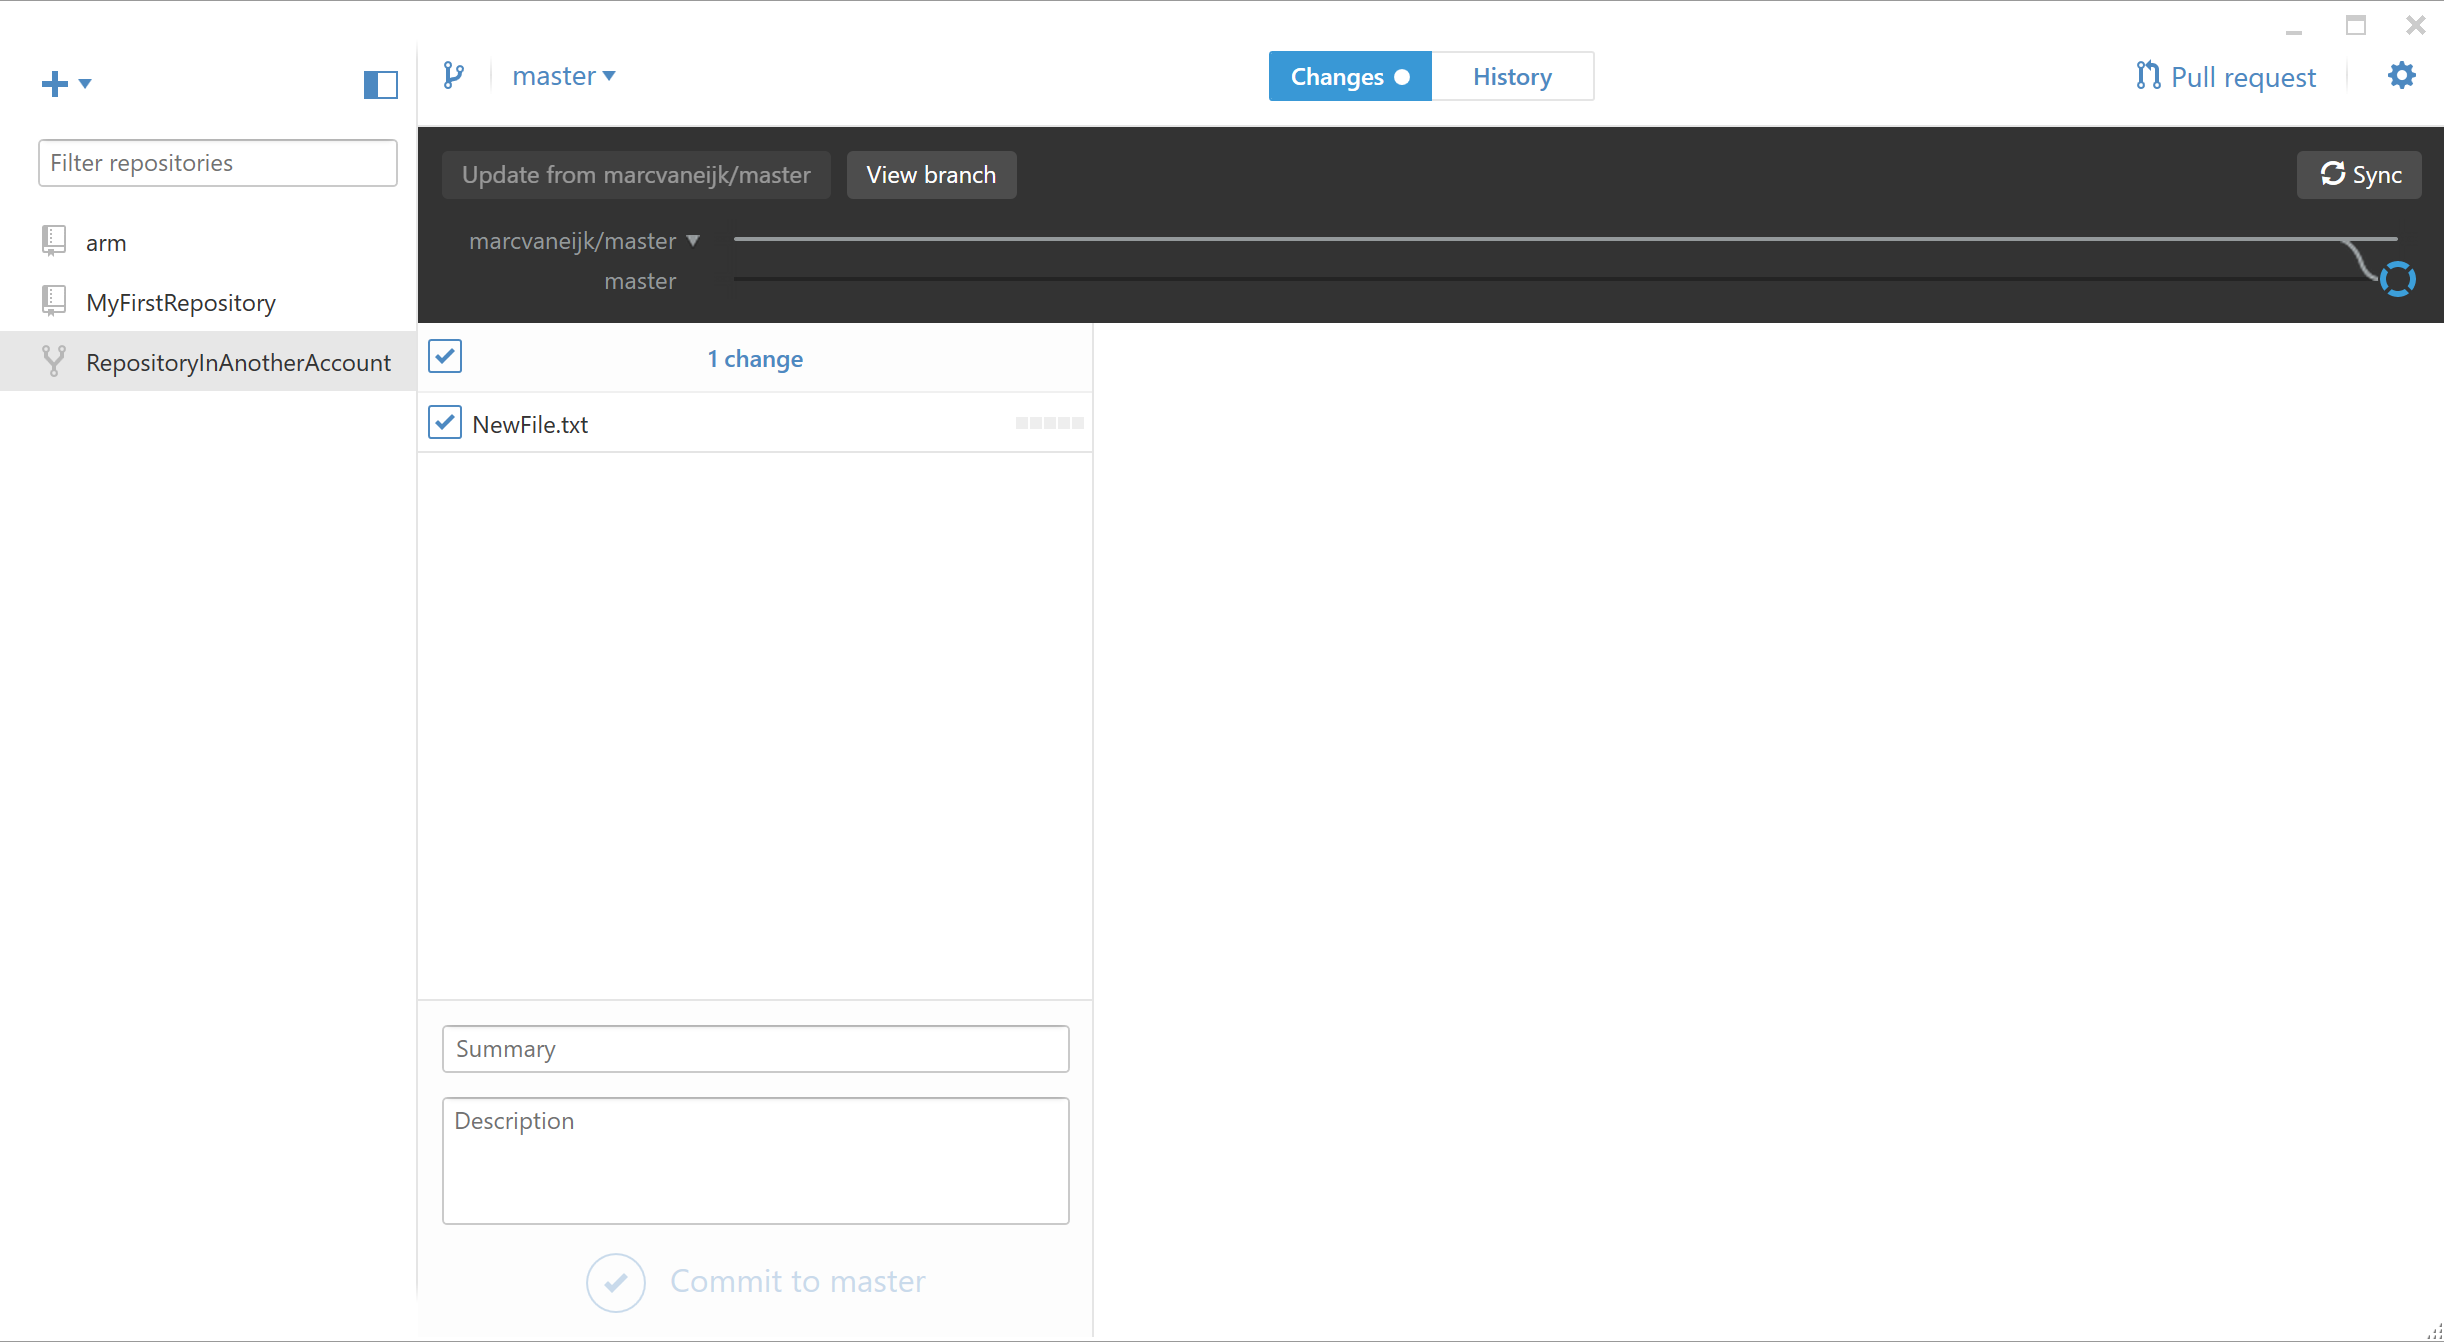 master
Changes
History
Pull request
Filter repositories
arm
MyFirstRepository
RepositoryInAnotherAccount
Update from marcvaneijk/master
View branch
Sync
marcvaneijk/master
master
1 change
NewFile.txt
Summary
Description
Commit to master